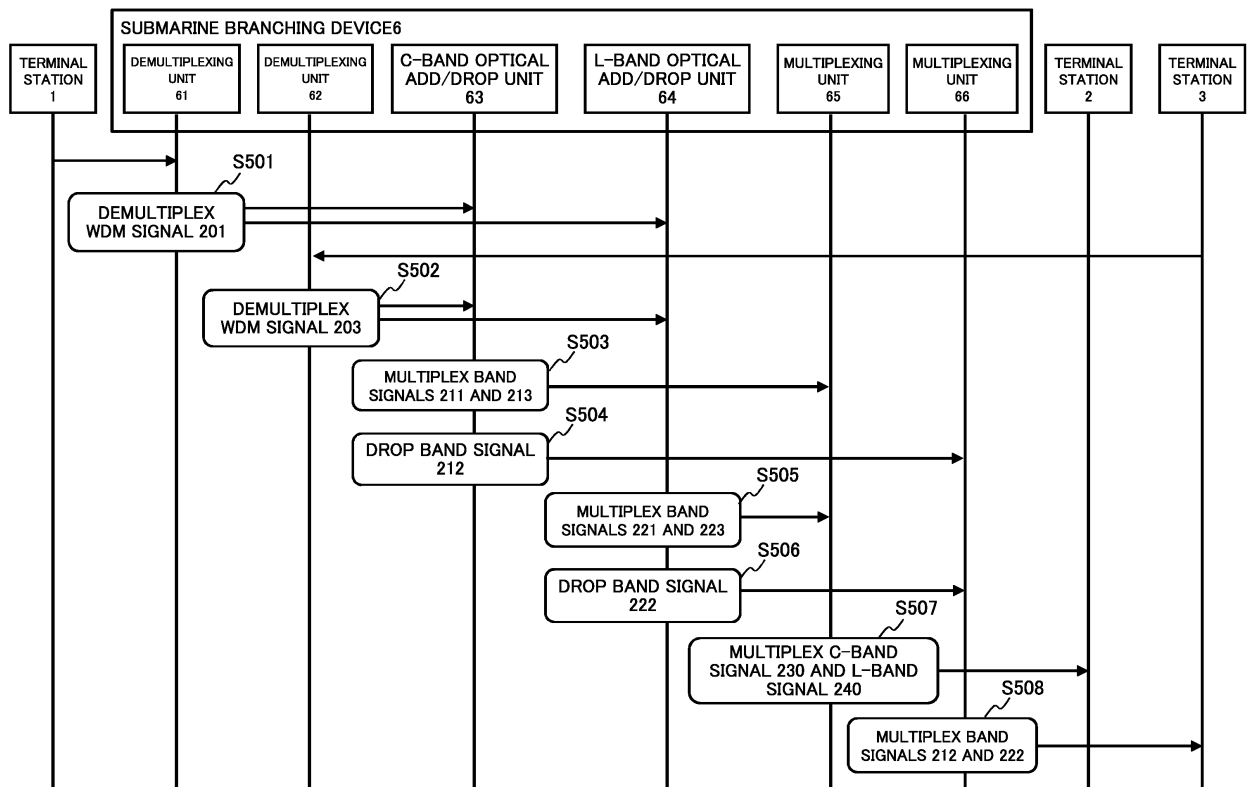 SUBMARINE BRANCHING DEVICE6
TERMINAL
STATION
1
DEMULTIPLEXING
UNIT
61
DEMULTIPLEXING
UNIT
62
C-BAND OPTICAL
ADD/DROP UNIT
63
L-BAND OPTICAL
ADD/DROP UNIT
64
MULTIPLEXING
UNIT
65
MULTIPLEXING
UNIT
66
TERMINAL
STATION
2
TERMINAL
STATION
3
S501
DEMULTIPLEX
WDM SIGNAL 201
S502
DEMULTIPLEX
WDM SIGNAL 203
S503
MULTIPLEX BAND
SIGNALS 211 AND 213
S504
DROP BAND SIGNAL
212
S505
MULTIPLEX BAND
SIGNALS 221 AND 223
S506
DROP BAND SIGNAL
222
S507
MULTIPLEX C-BAND
SIGNAL 230 AND L-BAND
SIGNAL 240
S508
MULTIPLEX BAND
SIGNALS 212 AND 222